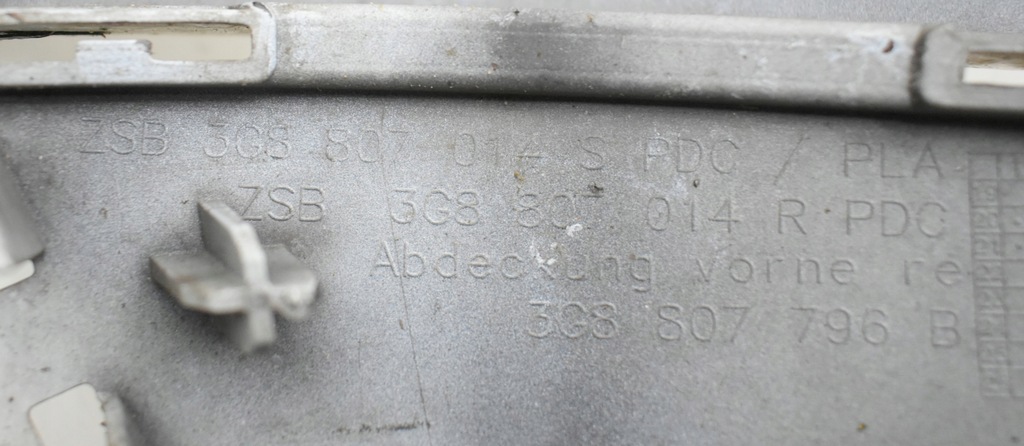 ZSB 3G8 807 014 S PDC / PLA
ZSB 3G8 807 014 R PDC
Abdeckung vorne re
3G8 807 796 B